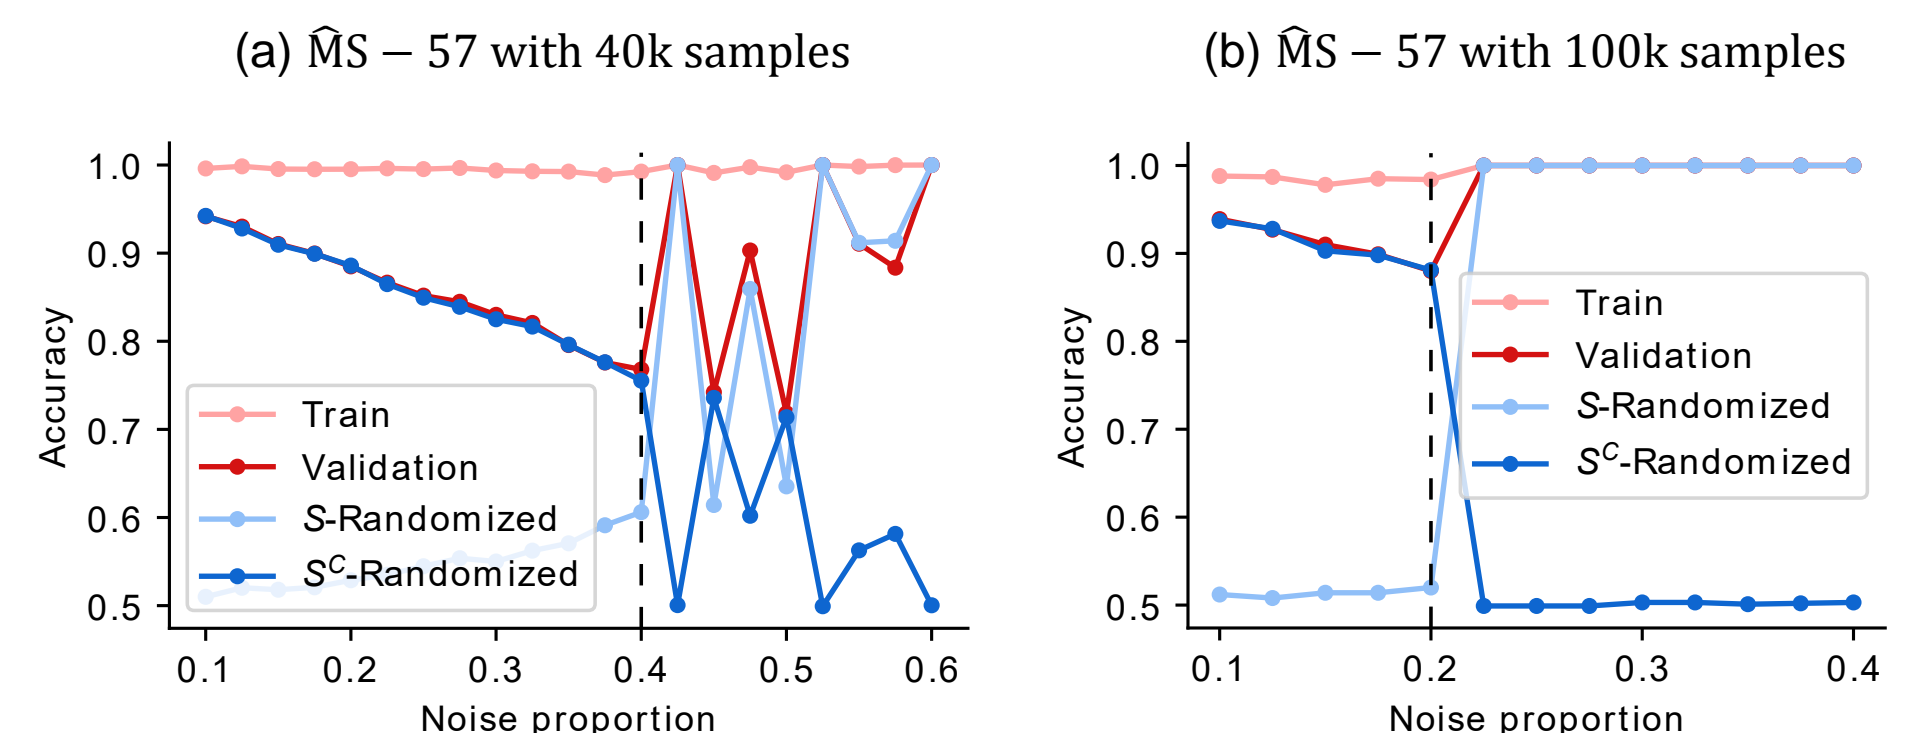 (a) M̂S − 57 with 40k samples
Accuracy
1.0
0.9
0.8
0.7
0.6
0.5
Train
Validation
S-Randomized
S^C-Randomized
0.1 0.2 0.3 0.4 0.5 0.6
Noise proportion
(b) M̂S − 57 with 100k samples
Accuracy
1.0
0.9
0.8
0.7
0.6
0.5
Train
Validation
S-Randomized
S^C-Randomized
0.1 0.2 0.3 0.4
Noise proportion